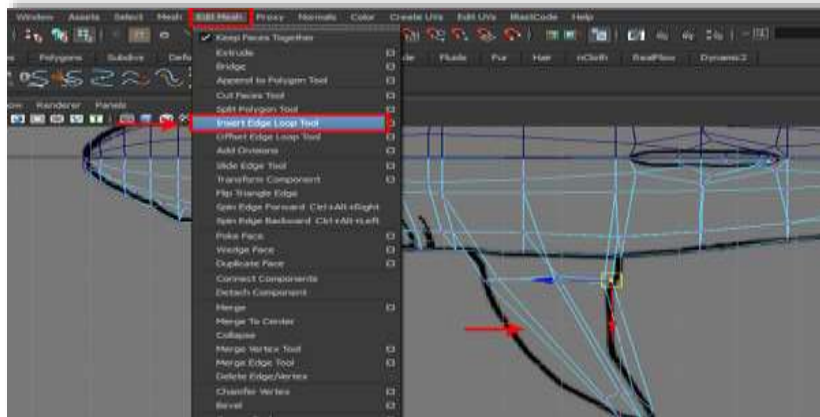 Window Assets Select Mesh Edit Mesh Proxy Normals Color Create UVs Edit UVs BlastCode Help
Polygons Subdivs Fluids Fur Hair nCloth RealFlow Dynamic2
Renderer Panels
Keep Faces Together
Extrude
Bridge
Append to Polygon Tool
Cut Faces Tool
Split Polygon Tool
Insert Edge Loop Tool
Offset Edge Loop Tool
Add Divisions
Slide Edge Tool
Transform Component
Flip Triangle Edge
Spin Edge Forward Ctrl+Alt+Right
Spin Edge Backward Ctrl+Alt+Left
Poke Face
Wedge Face
Duplicate Face
Connect Components
Detach Component
Merge
Merge To Center
Collapse
Merge Vertex Tool
Merge Edge Tool
Delete Edge/Vertex
Chamfer Vertex
Bevel